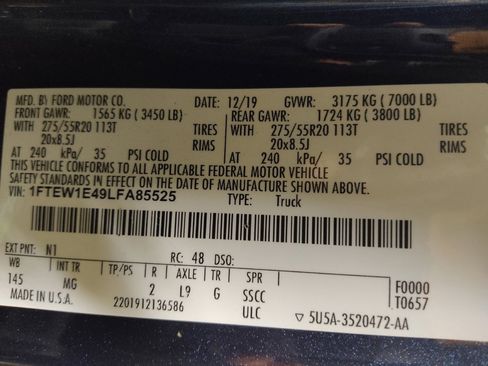 MFD. BY FORD MOTOR CO. DATE: 12/19 GVWR: 3175 KG ( 7000 LB)
FRONT GAWR: 1565 KG ( 3450 LB) REAR GAWR: 1724 KG ( 3800 LB)
WITH 275/55R20 113T TIRES WITH 275/55R20 113T TIRES
20x8.5J RIMS 20x8.5J RIMS
AT 240 kPa/ 35 PSI COLD AT 240 kPa/ 35 PSI COLD
THIS VEHICLE CONFORMS TO ALL APPLICABLE FEDERAL MOTOR VEHICLE
SAFETY STANDARDS IN EFFECT ON THE DATE OF MANUFACTURE SHOWN ABOVE.
VIN: 1FTEW1E49LFA85525 TYPE: Truck
EXT PNT: N1 RC: 48 DSO:
WB INT TR TP/PS R AXLE TR SPR F0000
145 MG 2 L9 G SSCC T0657
MADE IN U.S.A. 2201912136586 ULC ▽ 5U5A-3520472-AA